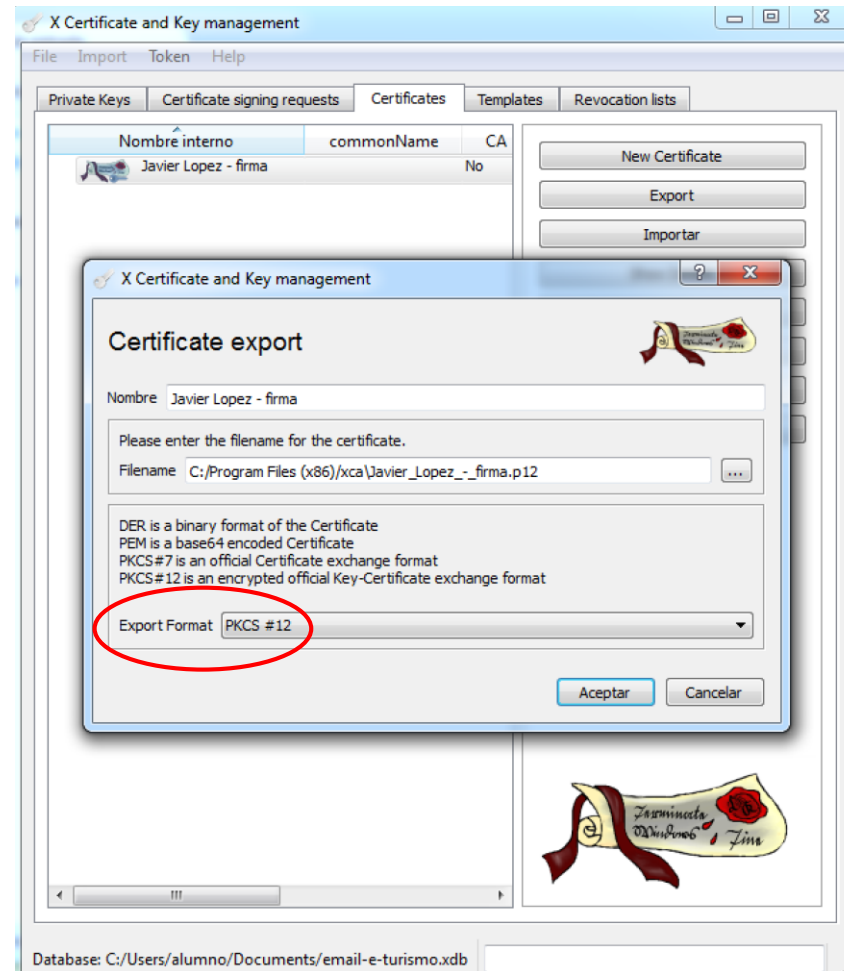 X Certificate and Key management
File Import Token Help
Private Keys Certificate signing requests Certificates Templates Revocation lists
Nombre interno commonName CA
Javier Lopez - firma No
New Certificate
Export
Importar
X Certificate and Key management
Certificate export
Nombre Javier Lopez - firma
Please enter the filename for the certificate.
Filename C:/Program Files (x86)/xca\Javier_Lopez_-_firma.p12 ...
DER is a binary format of the Certificate
PEM is a base64 encoded Certificate
PKCS#7 is an official Certificate exchange format
PKCS#12 is an encrypted official Key-Certificate exchange format
Export Format PKCS #12
Aceptar Cancelar
Database: C:/Users/alumno/Documents/email-e-turismo.xdb